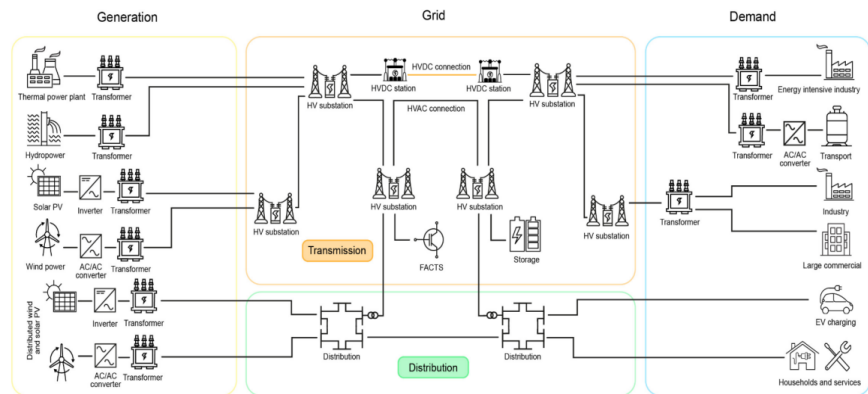 Generation
Grid
Demand
Thermal power plant
Transformer
Hydropower
Transformer
Solar PV
Inverter
Transformer
Wind power
AC/AC
converter
Transformer
Distributed wind
and solar PV
Inverter
Transformer
AC/AC
converter
Transformer
HV substation
HVDC station
HVDC connection
HVDC station
HV substation
HVAC connection
HV substation
HV substation
HV substation
HV substation
Transmission
FACTS
Storage
Distribution
Distribution
Distribution
Transformer
Energy intensive industry
Transformer
AC/AC
converter
Transport
Transformer
Industry
Large commercial
EV charging
Households and services